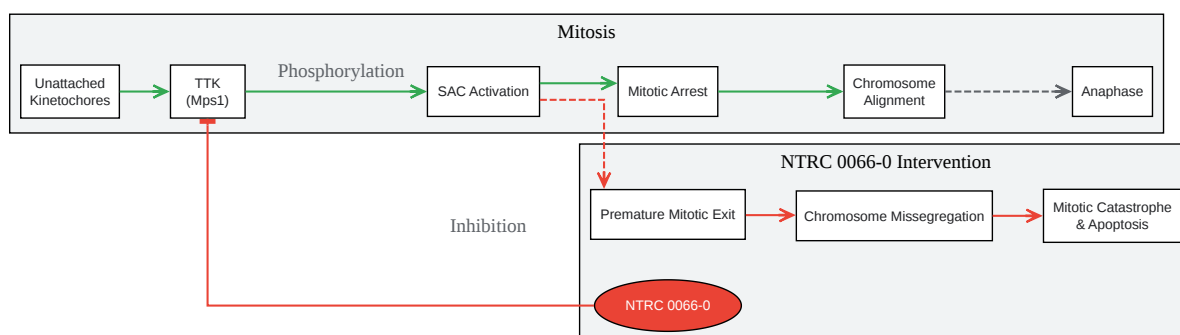 Mitosis
Unattached
Kinetochores
TTK
(Mps1)
Phosphorylation
SAC Activation
Mitotic Arrest
Chromosome
Alignment
Anaphase
NTRC 0066-0 Intervention
Premature Mitotic Exit
Chromosome Missegregation
Mitotic Catastrophe
& Apoptosis
Inhibition
NTRC 0066-0